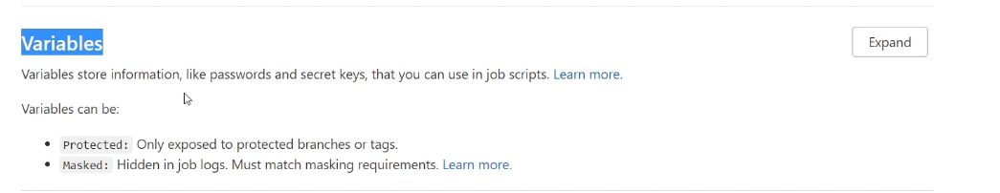 Variables
Expand
Variables store information, like passwords and secret keys, that you can use in job scripts. Learn more.
Variables can be:
Protected: Only exposed to protected branches or tags.
Masked: Hidden in job logs. Must match masking requirements. Learn more.